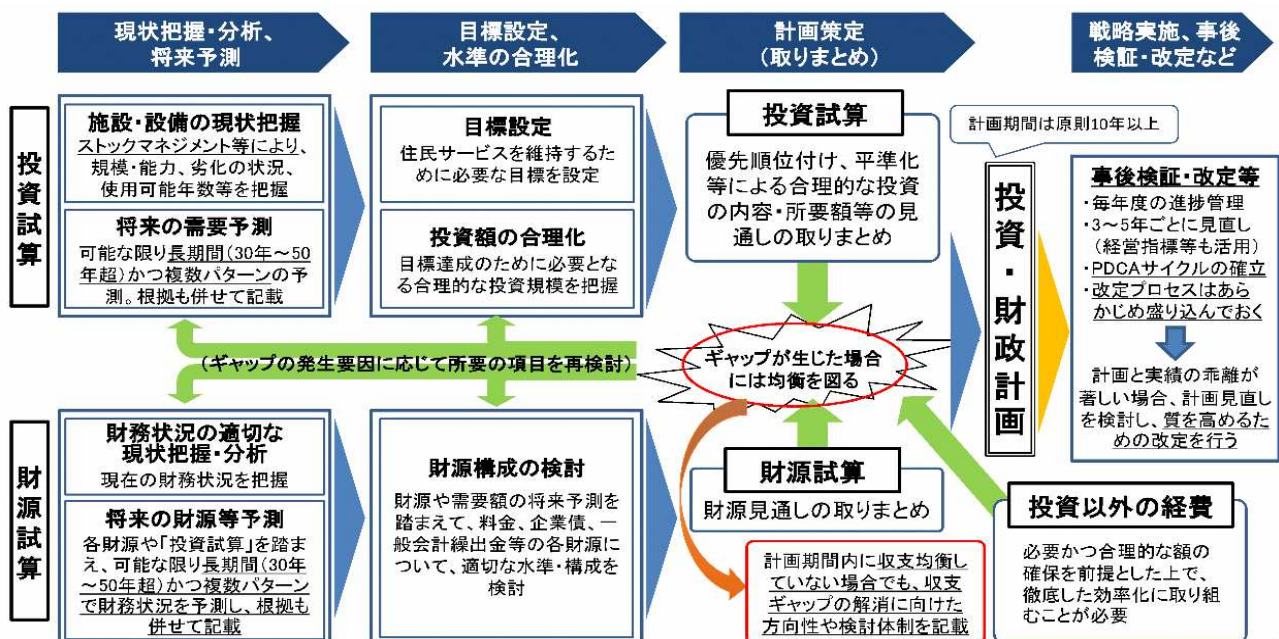 現状把握・分析、
将来予測
目標設定、
水準の合理化
計画策定
(取りまとめ)
戦略実施、事後
検証・改定など
投資試算
施設・設備の現状把握
ストックマネジメント等により、
規模・能力、劣化の状況、
使用可能年数等を把握
将来の需要予測
可能な限り長期間(30年～50
年超)かつ複数パターンの予
測。根拠も併せて記載
目標設定
住民サービスを維持するた
めに必要な目標を設定
投資額の合理化
目標達成のために必要とな
る合理的な投資規模を把握
投資試算
優先順位付け、平準化
等による合理的な投資
の内容・所要額等の見
通しの取りまとめ
計画期間は原則10年以上
投資・財政計画
事後検証・改定等
・毎年度の進捗管理
・3～5年ごとに見直し
(経営指標等も活用)
・PDCAサイクルの確立
・改定プロセスはあら
かじめ盛り込んでおく
計画と実績の乖離が
著しい場合、計画見直し
を検討し、質を高めるた
めの改定を行う
(ギャップの発生要因に応じて所要の項目を再検討)
ギャップが生じた場合
には均衡を図る
財源試算
財務状況の適切な
現状把握・分析
現在の財務状況を把握
将来の財源等予測
各財源や「投資試算」を踏ま
え、可能な限り長期間(30年
～50年超)かつ複数パターン
で財務状況を予測し、根拠も
併せて記載
財源構成の検討
財源や需要額の将来予測を
踏まえて、料金、企業債、一
般会計繰出金等の各財源に
ついて、適切な水準・構成を
検討
財源試算
財源見通しの取りまとめ
計画期間内に収支均衡し
ていない場合でも、収支
ギャップの解消に向けた
方向性や検討体制を記載
投資以外の経費
必要かつ合理的な額の
確保を前提とした上で、
徹底した効率化に取り組
むことが必要